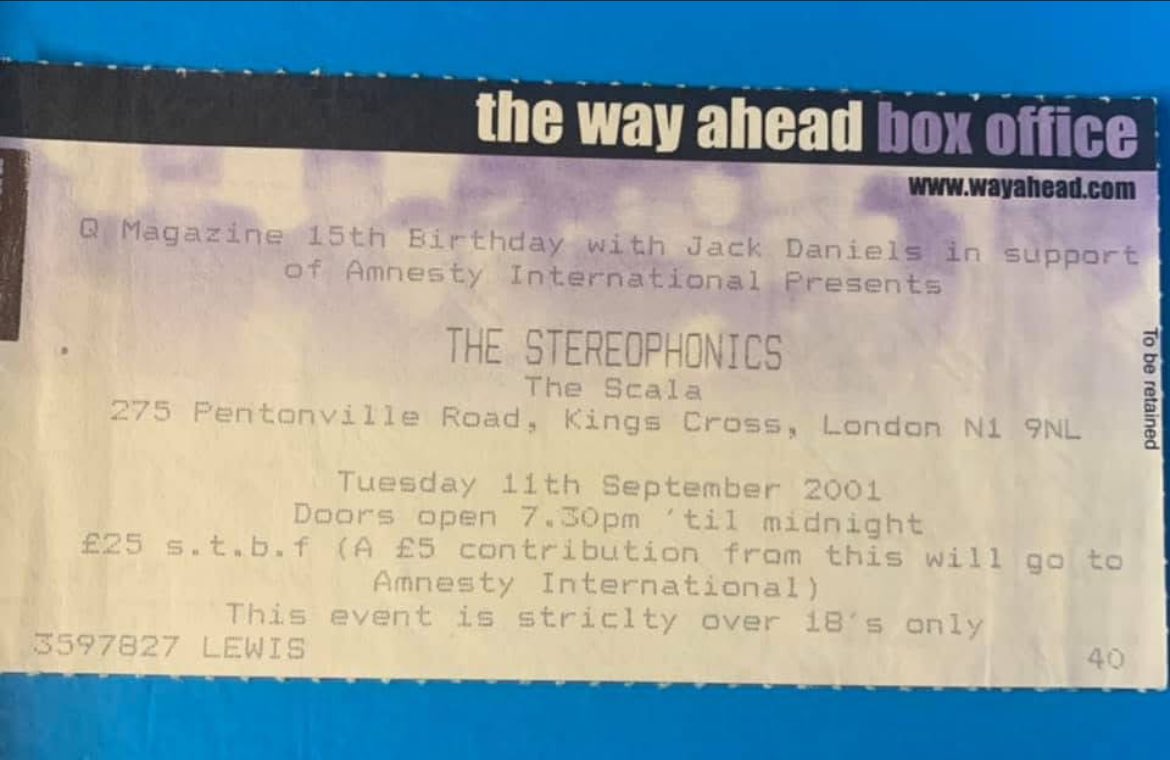 the way ahead box office
www.wayahead.com
Q Magazine 15th Birthday with Jack Daniels in support
of Amnesty International Presents
THE STEREOPHONICS
The Scala
275 Pentonville Road, Kings Cross, London N1 9NL
Tuesday 11th September 2001
Doors open 7.30pm 'til midnight
£25 s.t.b.f (A £5 contribution from this will go to
Amnesty International)
This event is striclty over 18's only
3597827 LEWIS 40
To be retained